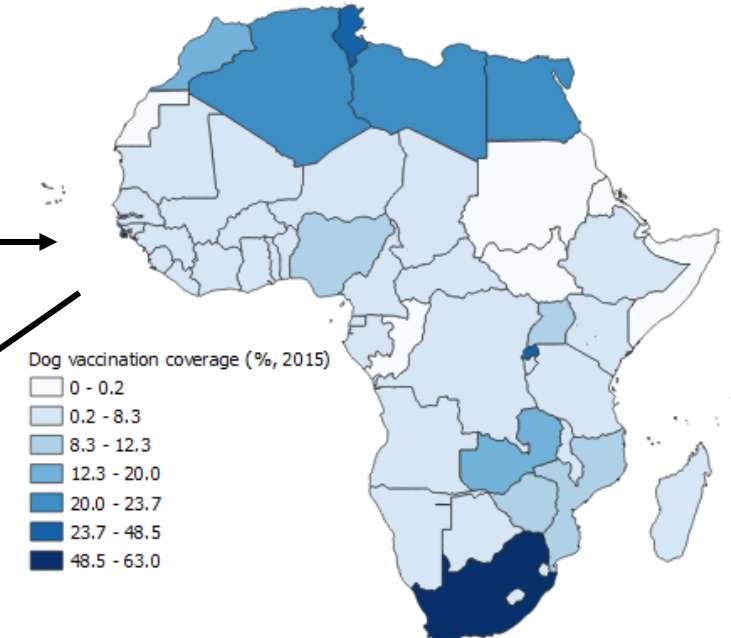 Dog vaccination coverage (%, 2015)
0 - 0.2
0.2 - 8.3
8.3 - 12.3
12.3 - 20.0
20.0 - 23.7
23.7 - 48.5
48.5 - 63.0